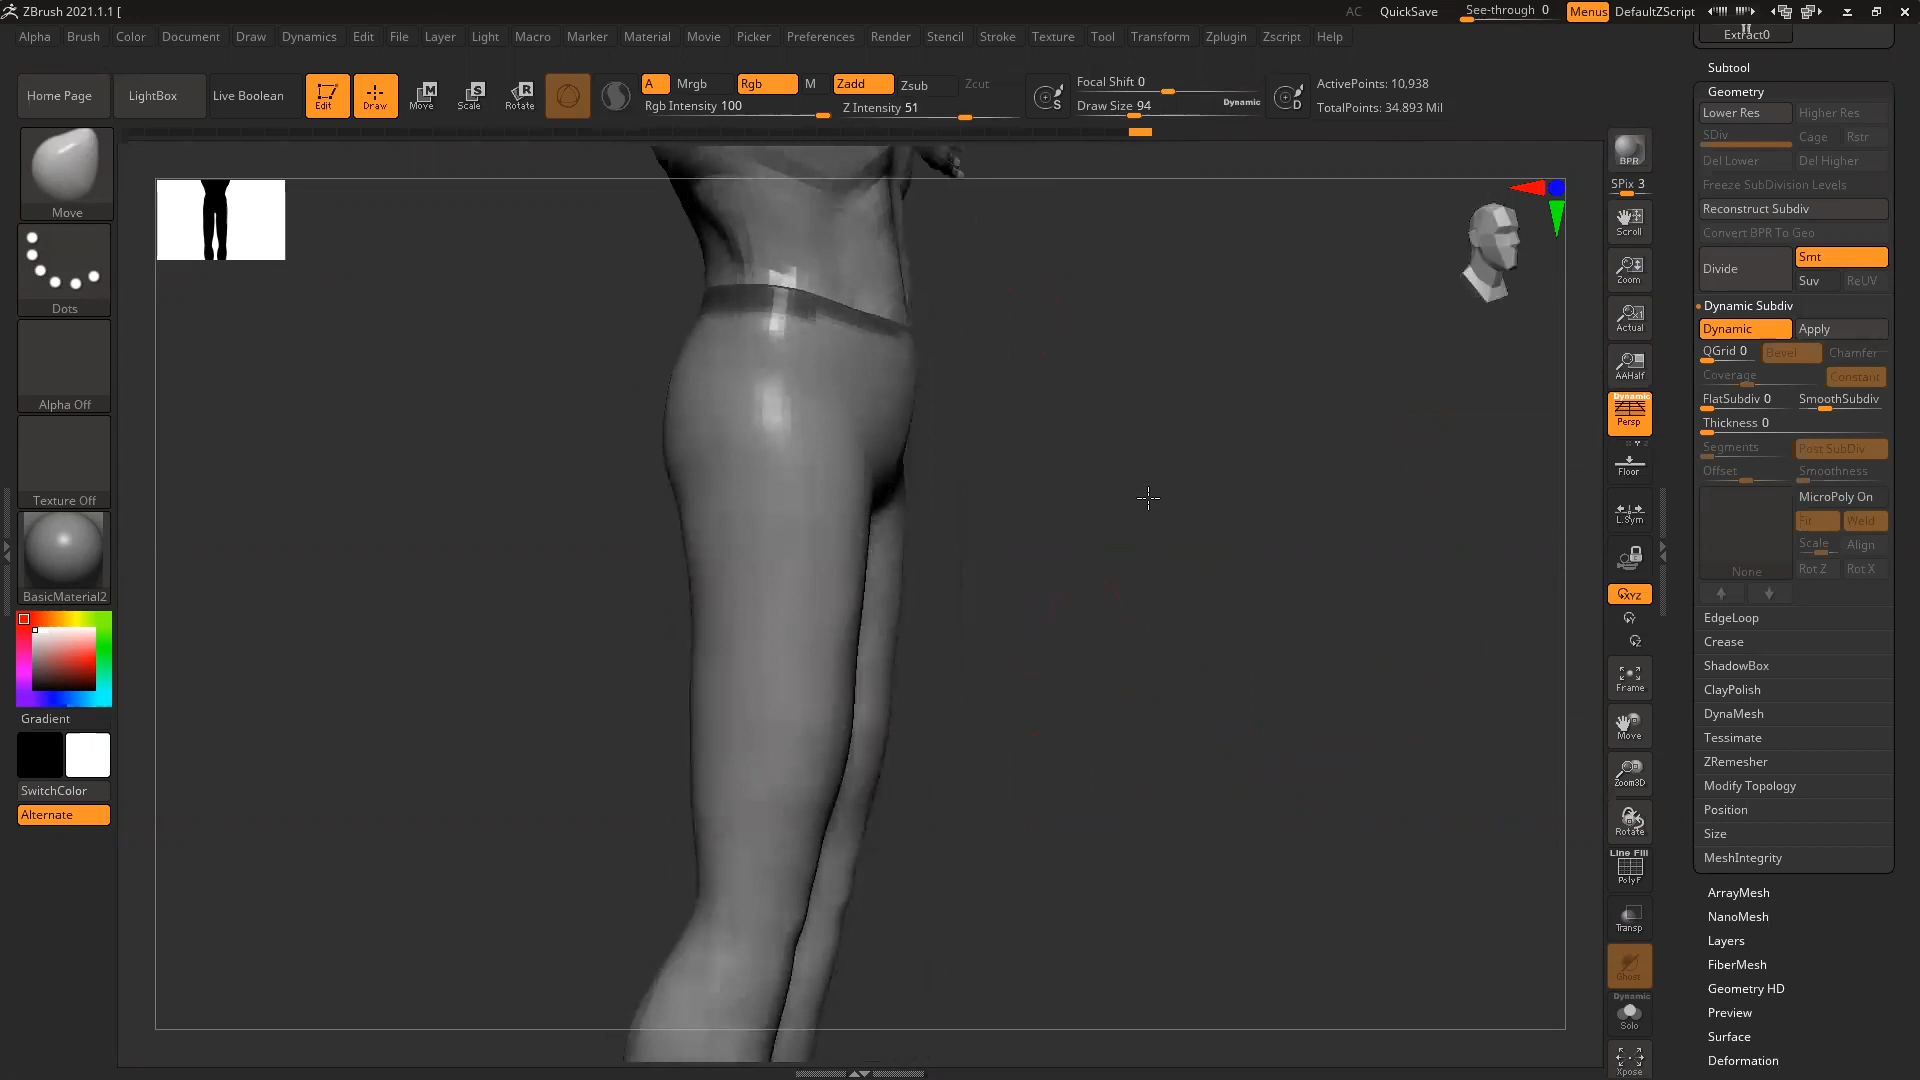 ZBrush 2021.1.1 [
AC QuickSave See-through 0 Menus DefaultZScript
Alpha Brush Color Document Draw Dynamics Edit File Layer Light Macro Marker Material Movie Picker Preferences Render Stencil Stroke Texture Tool Transform Zplugin Zscript Help
Home Page LightBox Live Boolean Edit Draw Move Scale Rotate
A Mrgb Rgb M Zadd Zsub Zcut
Rgb Intensity 100 Z Intensity 51
S Focal Shift 0
Draw Size 94 Dynamic
D ActivePoints: 10,938
TotalPoints: 34.893 Mil
Move
Dots
Alpha Off
Texture Off
BasicMaterial2
Gradient
SwitchColor
Alternate
BPR
SPix 3
Scroll
Zoom
Actual
AAHalf
Dynamic
Persp
Floor
L.Sym
XYZ
Y
Z
Frame
Move
Zoom3D
Rotate
Line Fill
PolyF
Transp
Ghost
Dynamic
Solo
Xpose
Extract0
Subtool
Geometry
Lower Res Higher Res
SDiv Cage Rstr
Del Lower Del Higher
Freeze SubDivision Levels
Reconstruct Subdiv
Convert BPR To Geo
Divide Smt
Suv ReUV
Dynamic Subdiv
Dynamic Apply
QGrid 0 Bevel Chamfer
Coverage Constant
FlatSubdiv 0 SmoothSubdiv
Thickness 0
Segments Post SubDiv
Offset Smoothness
MicroPoly On
Fit Weld
Scale Align
None Rot Z Rot X
EdgeLoop
Crease
ShadowBox
ClayPolish
DynaMesh
Tessimate
ZRemesher
Modify Topology
Position
Size
MeshIntegrity
ArrayMesh
NanoMesh
Layers
FiberMesh
Geometry HD
Preview
Surface
Deformation